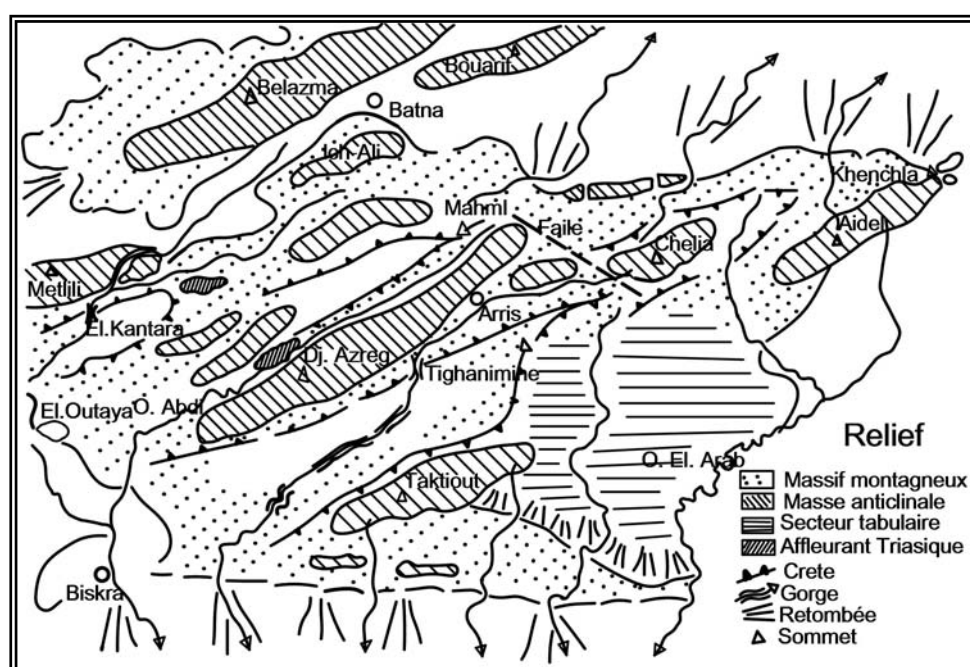 Bouarif
Belazma
Batna
Ich Ali
Khenchla
Mahml
Faile
Aideli
Chelia
Metlili
Arris
El.Kantara
Dj. Azreg
Tighanimine
El.Outaya
O. Abdi
Relief
O. El. Arab
Taktiout
Massif montagneux
Masse anticlinale
Secteur tabulaire
Affleurant Triasique
Crete
Gorge
Retombée
Sommet
Biskra